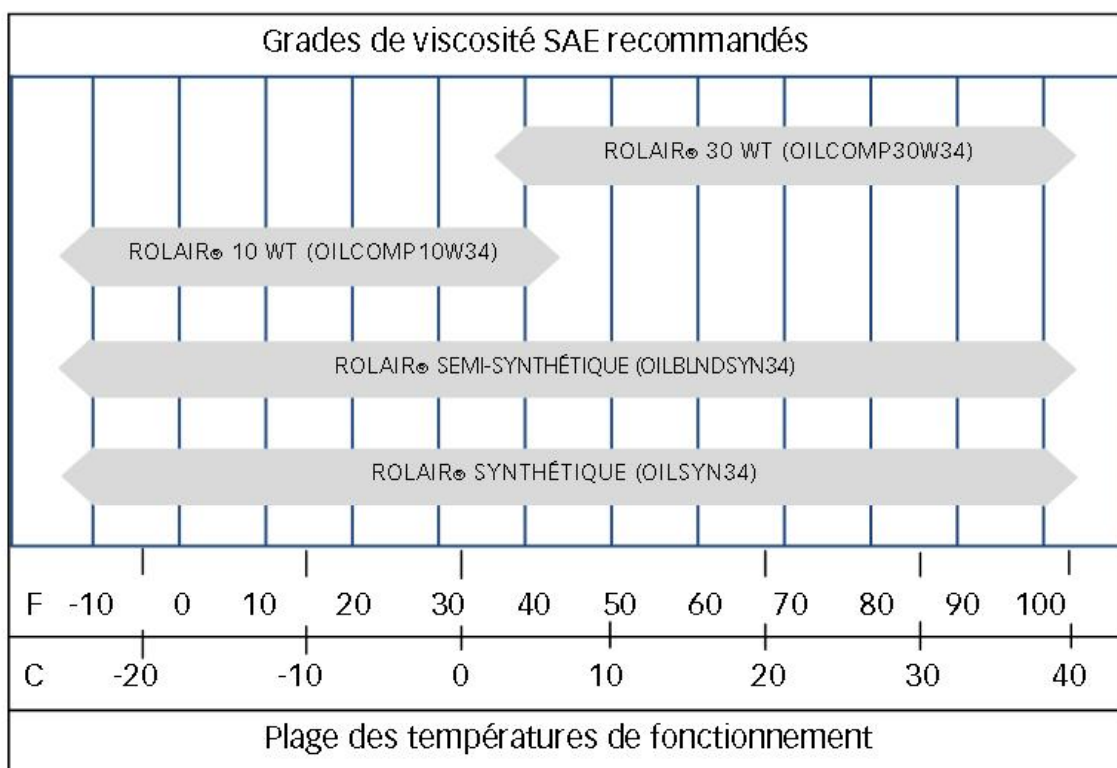 Grades de viscosité SAE recommandés
ROLAIR® 30 WT (OILCOMP30W34)
ROLAIR® 10 WT (OILCOMP10W34)
ROLAIR® SEMI-SYNTHÉTIQUE (OILBLNDSYN34)
ROLAIR® SYNTHÉTIQUE (OILSYN34)
F -10 0 10 20 30 40 50 60 70 80 90 100
C -20 -10 0 10 20 30 40
Plage des températures de fonctionnement